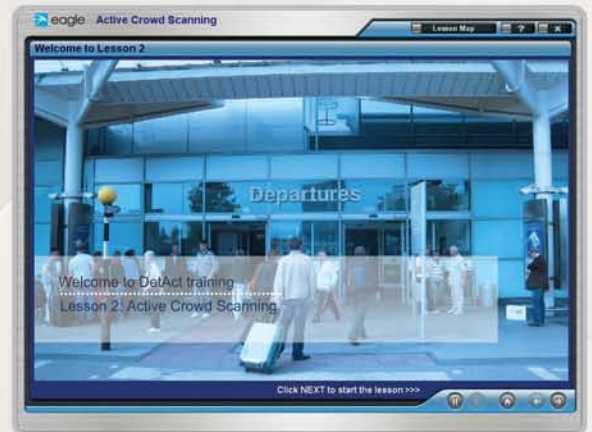 eagle Active Crowd Scanning
Lesson Map
?
x
Welcome to Lesson 2
Departures
Welcome to DetAct training
Lesson 2: Active Crowd Scanning
Click NEXT to start the lesson >>>